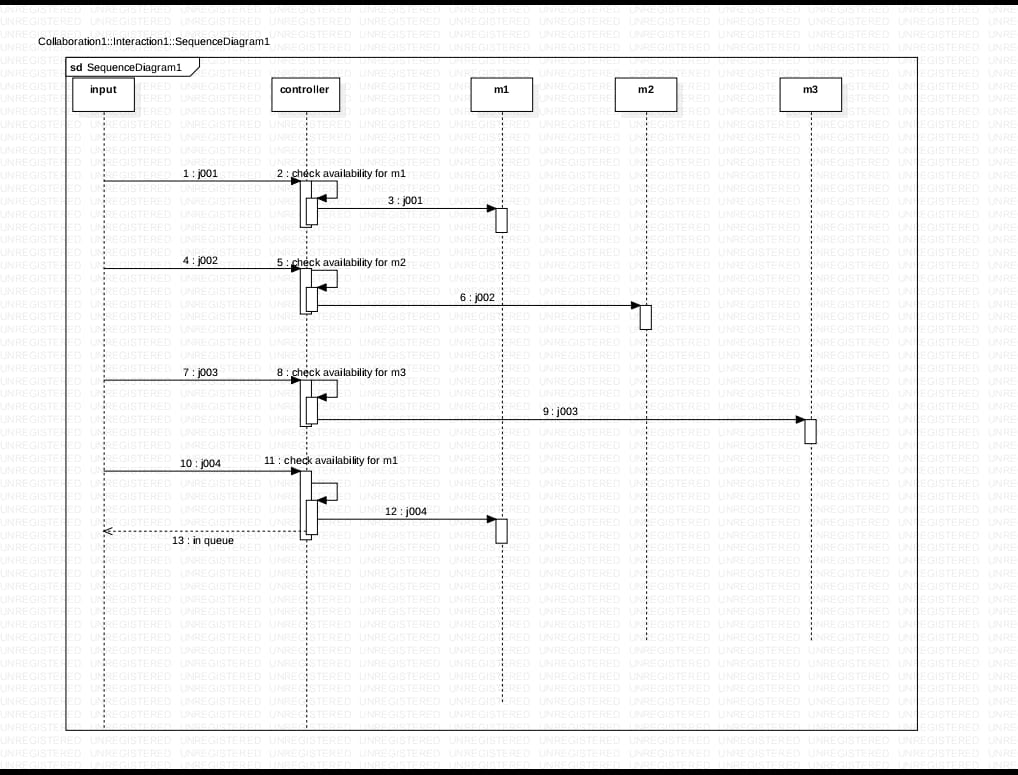 Collaboration1::Interaction1::SequenceDiagram1
sd SequenceDiagram1
input
controller
m1
m2
m3
1 : j001
2 : check availability for m1
3 : j001
4 : j002
5 : check availability for m2
6 : j002
7 : j003
8 : check availability for m3
9 : j003
10 : j004
11 : check availability for m1
12 : j004
13 : in queue
UNREGISTERED